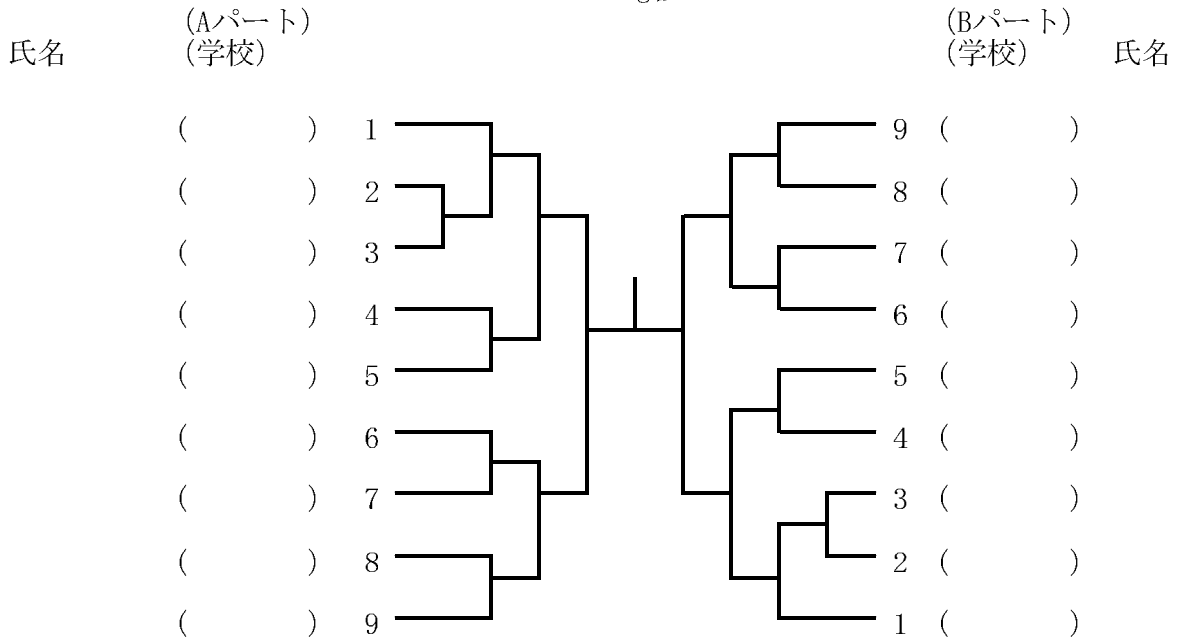 (Aパート) (Bパート)
氏名 (学校) (学校) 氏名
( ) 1 9 ( )
( ) 2 8 ( )
( ) 3 7 ( )
( ) 4 6 ( )
( ) 5 5 ( )
( ) 6 4 ( )
( ) 7 3 ( )
( ) 8 2 ( )
( ) 9 1 ( )